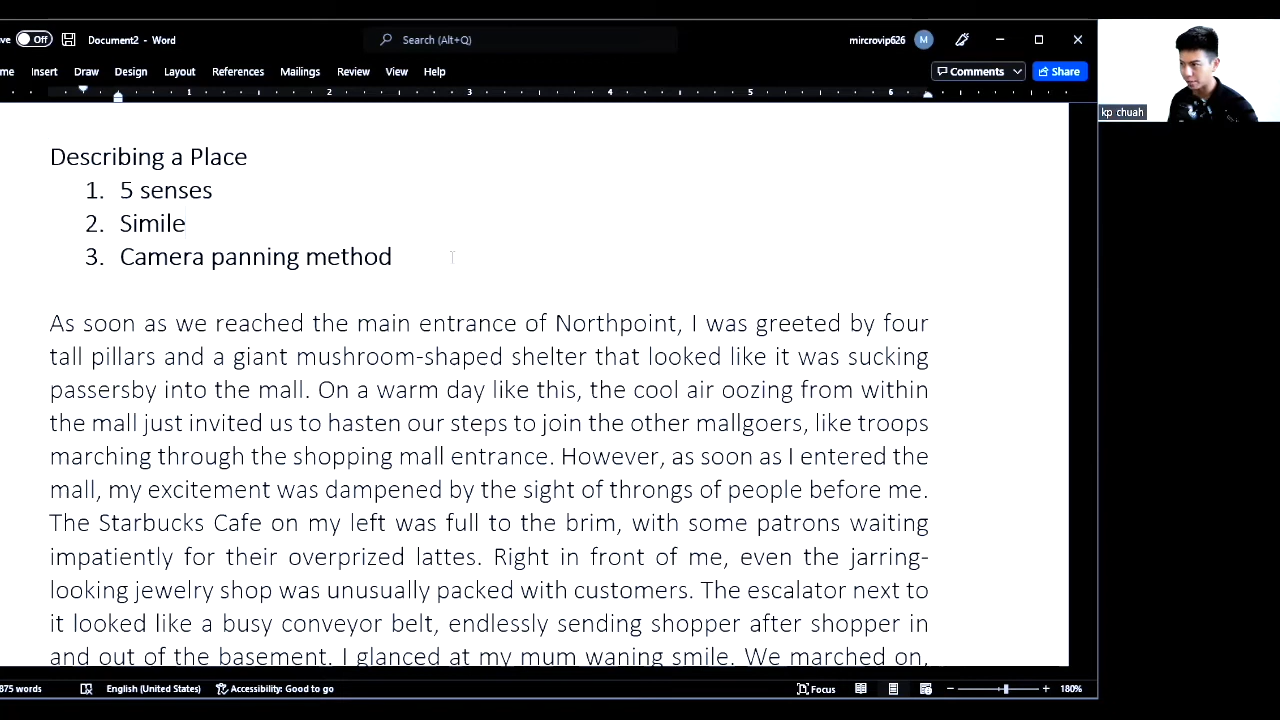 Off
Document2 - Word
Search (Alt+Q)
mircrovip626
M
Insert Draw Design Layout References Mailings Review View Help
Comments
Share
1 2 3 4 5 6
kp chuah
Describing a Place
1. 5 senses
2. Simile
3. Camera panning method
As soon as we reached the main entrance of Northpoint, I was greeted by four
tall pillars and a giant mushroom-shaped shelter that looked like it was sucking
passersby into the mall. On a warm day like this, the cool air oozing from within
the mall just invited us to hasten our steps to join the other mallgoers, like troops
marching through the shopping mall entrance. However, as soon as I entered the
mall, my excitement was dampened by the sight of throngs of people before me.
The Starbucks Cafe on my left was full to the brim, with some patrons waiting
impatiently for their overprized lattes. Right in front of me, even the jarring-
looking jewelry shop was unusually packed with customers. The escalator next to
it looked like a busy conveyor belt, endlessly sending shopper after shopper in
and out of the basement. I glanced at my mum waning smile. We marched on,
875 words
English (United States)
Accessibility: Good to go
Focus
180%